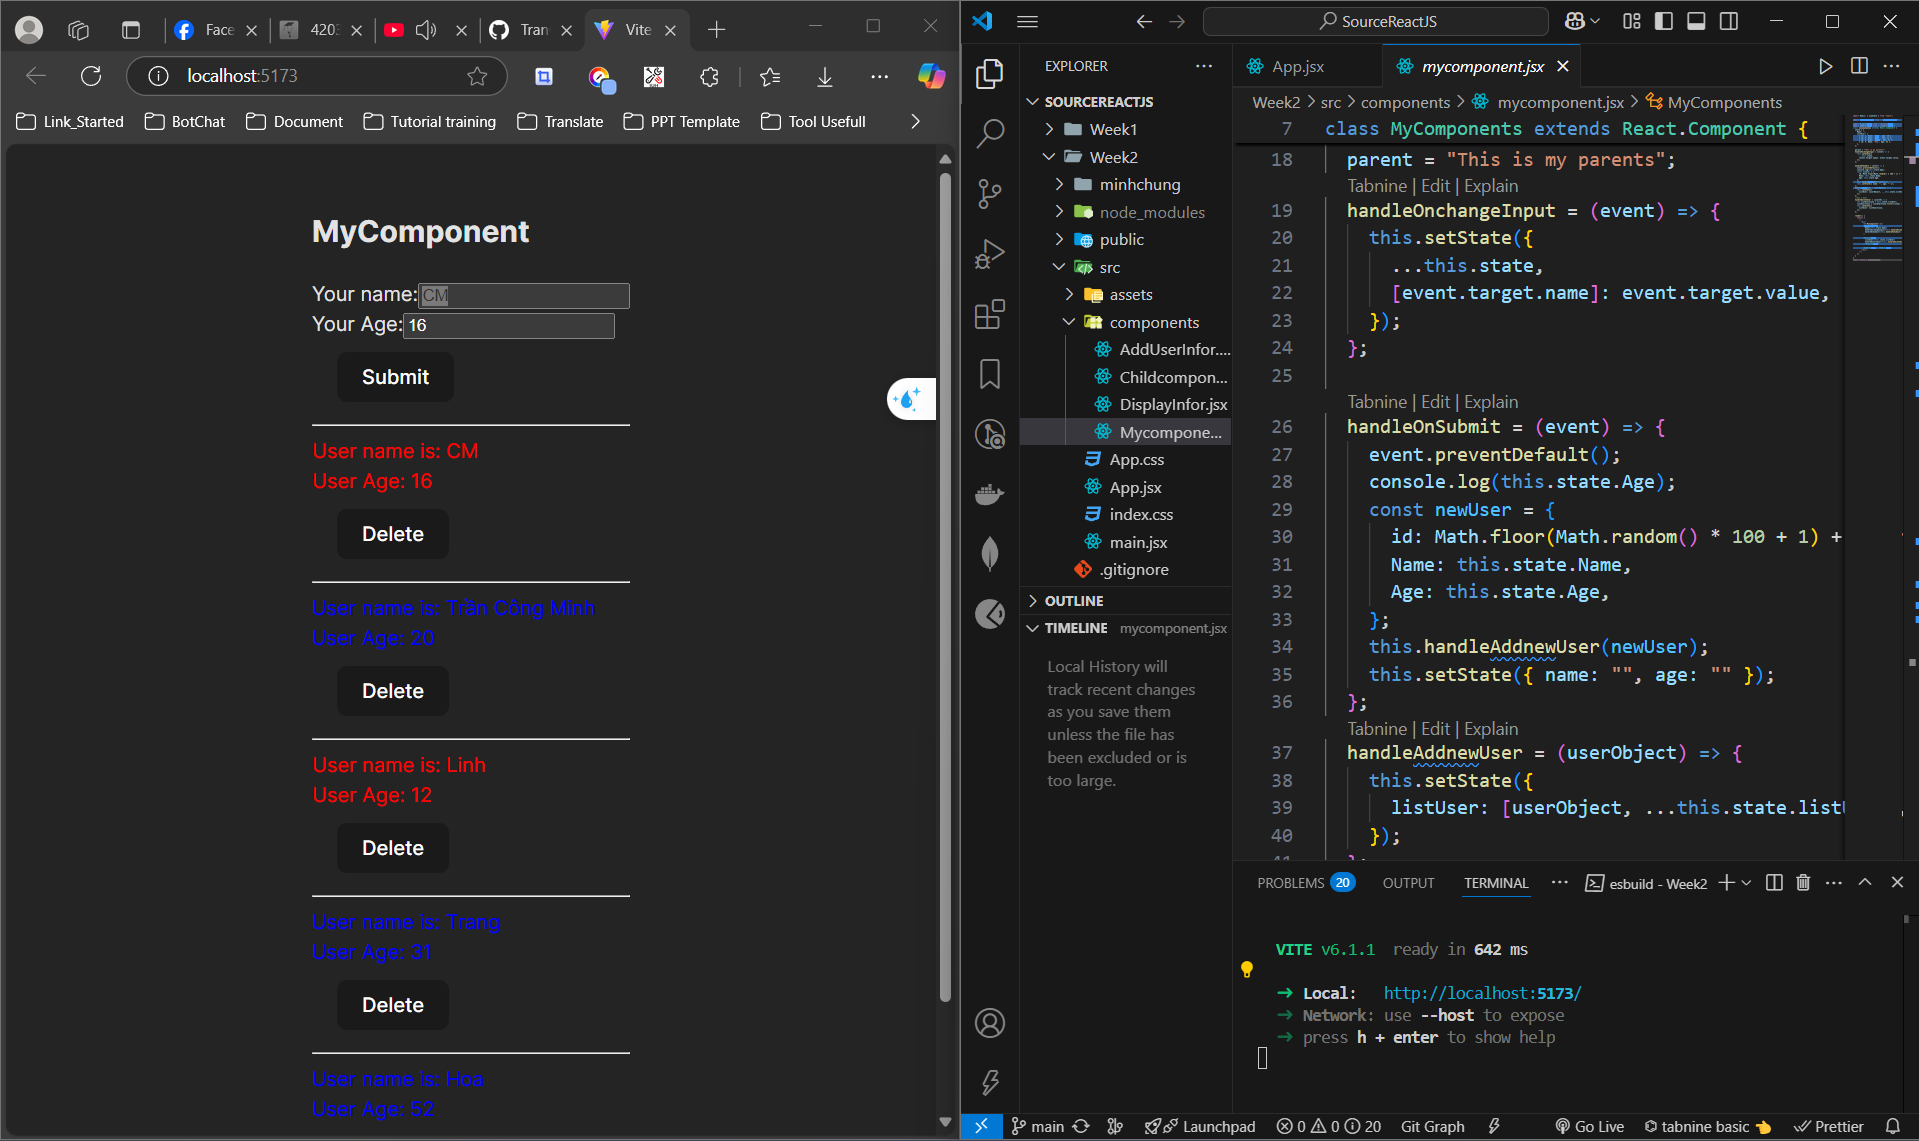 Face
420
Tran
Vite
localhost:5173
Link_Started
BotChat
Document
Tutorial training
Translate
PPT Template
Tool Usefull
MyComponent
Your name:CM
Your Age:16
Submit
User name is: CM
User Age: 16
Delete
User name is: Trần Công Minh
User Age: 20
Delete
User name is: Linh
User Age: 12
Delete
User name is: Trang
User Age: 31
Delete
User name is: Hoa
User Age: 52
SourceReactJS
EXPLORER
SOURCEREACTJS
Week1
Week2
minhchung
node_modules
public
src
assets
components
AddUserInfor....
Childcompon...
DisplayInfor.jsx
Mycompone...
App.css
App.jsx
index.css
main.jsx
.gitignore
OUTLINE
TIMELINE mycomponent.jsx
Local History will
track recent changes
as you save them
unless the file has
been excluded or is
too large.
App.jsx
mycomponent.jsx
Week2 > src > components > mycomponent.jsx > MyComponents
7 class MyComponents extends React.Component {
18 parent = "This is my parents";
Tabnine | Edit | Explain
19 handleOnchangeInput = (event) => {
20 this.setState({
21 ...this.state,
22 [event.target.name]: event.target.value,
23 });
24 };
25
Tabnine | Edit | Explain
26 handleOnSubmit = (event) => {
27 event.preventDefault();
28 console.log(this.state.Age);
29 const newUser = {
30 id: Math.floor(Math.random() * 100 + 1) +
31 Name: this.state.Name,
32 Age: this.state.Age,
33 };
34 this.handleAddnewUser(newUser);
35 this.setState({ name: "", age: "" });
36 };
Tabnine | Edit | Explain
37 handleAddnewUser = (userObject) => {
38 this.setState({
39 listUser: [userObject, ...this.state.list
40 });
PROBLEMS 20
OUTPUT
TERMINAL
esbuild - Week2
VITE v6.1.1 ready in 642 ms
➜ Local: http://localhost:5173/
➜ Network: use --host to expose
➜ press h + enter to show help
main
Launchpad
0 0 20
Git Graph
Go Live
tabnine basic
Prettier